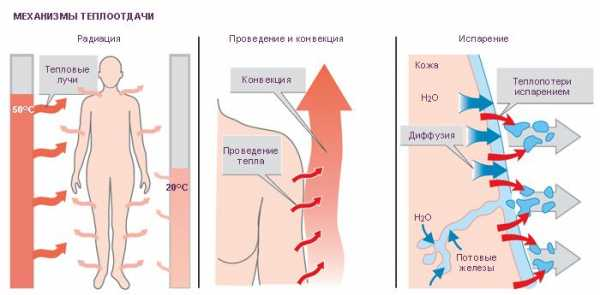 МЕХАНИЗМЫ ТЕПЛООТДАЧИ
Радиация
Тепловые
лучи
50°C
20°C
Проведение и конвекция
Конвекция
Проведение
тепла
Испарение
Кожа
H2O
Теплопотери
испарением
Диффузия
H2O
Потовые
железы